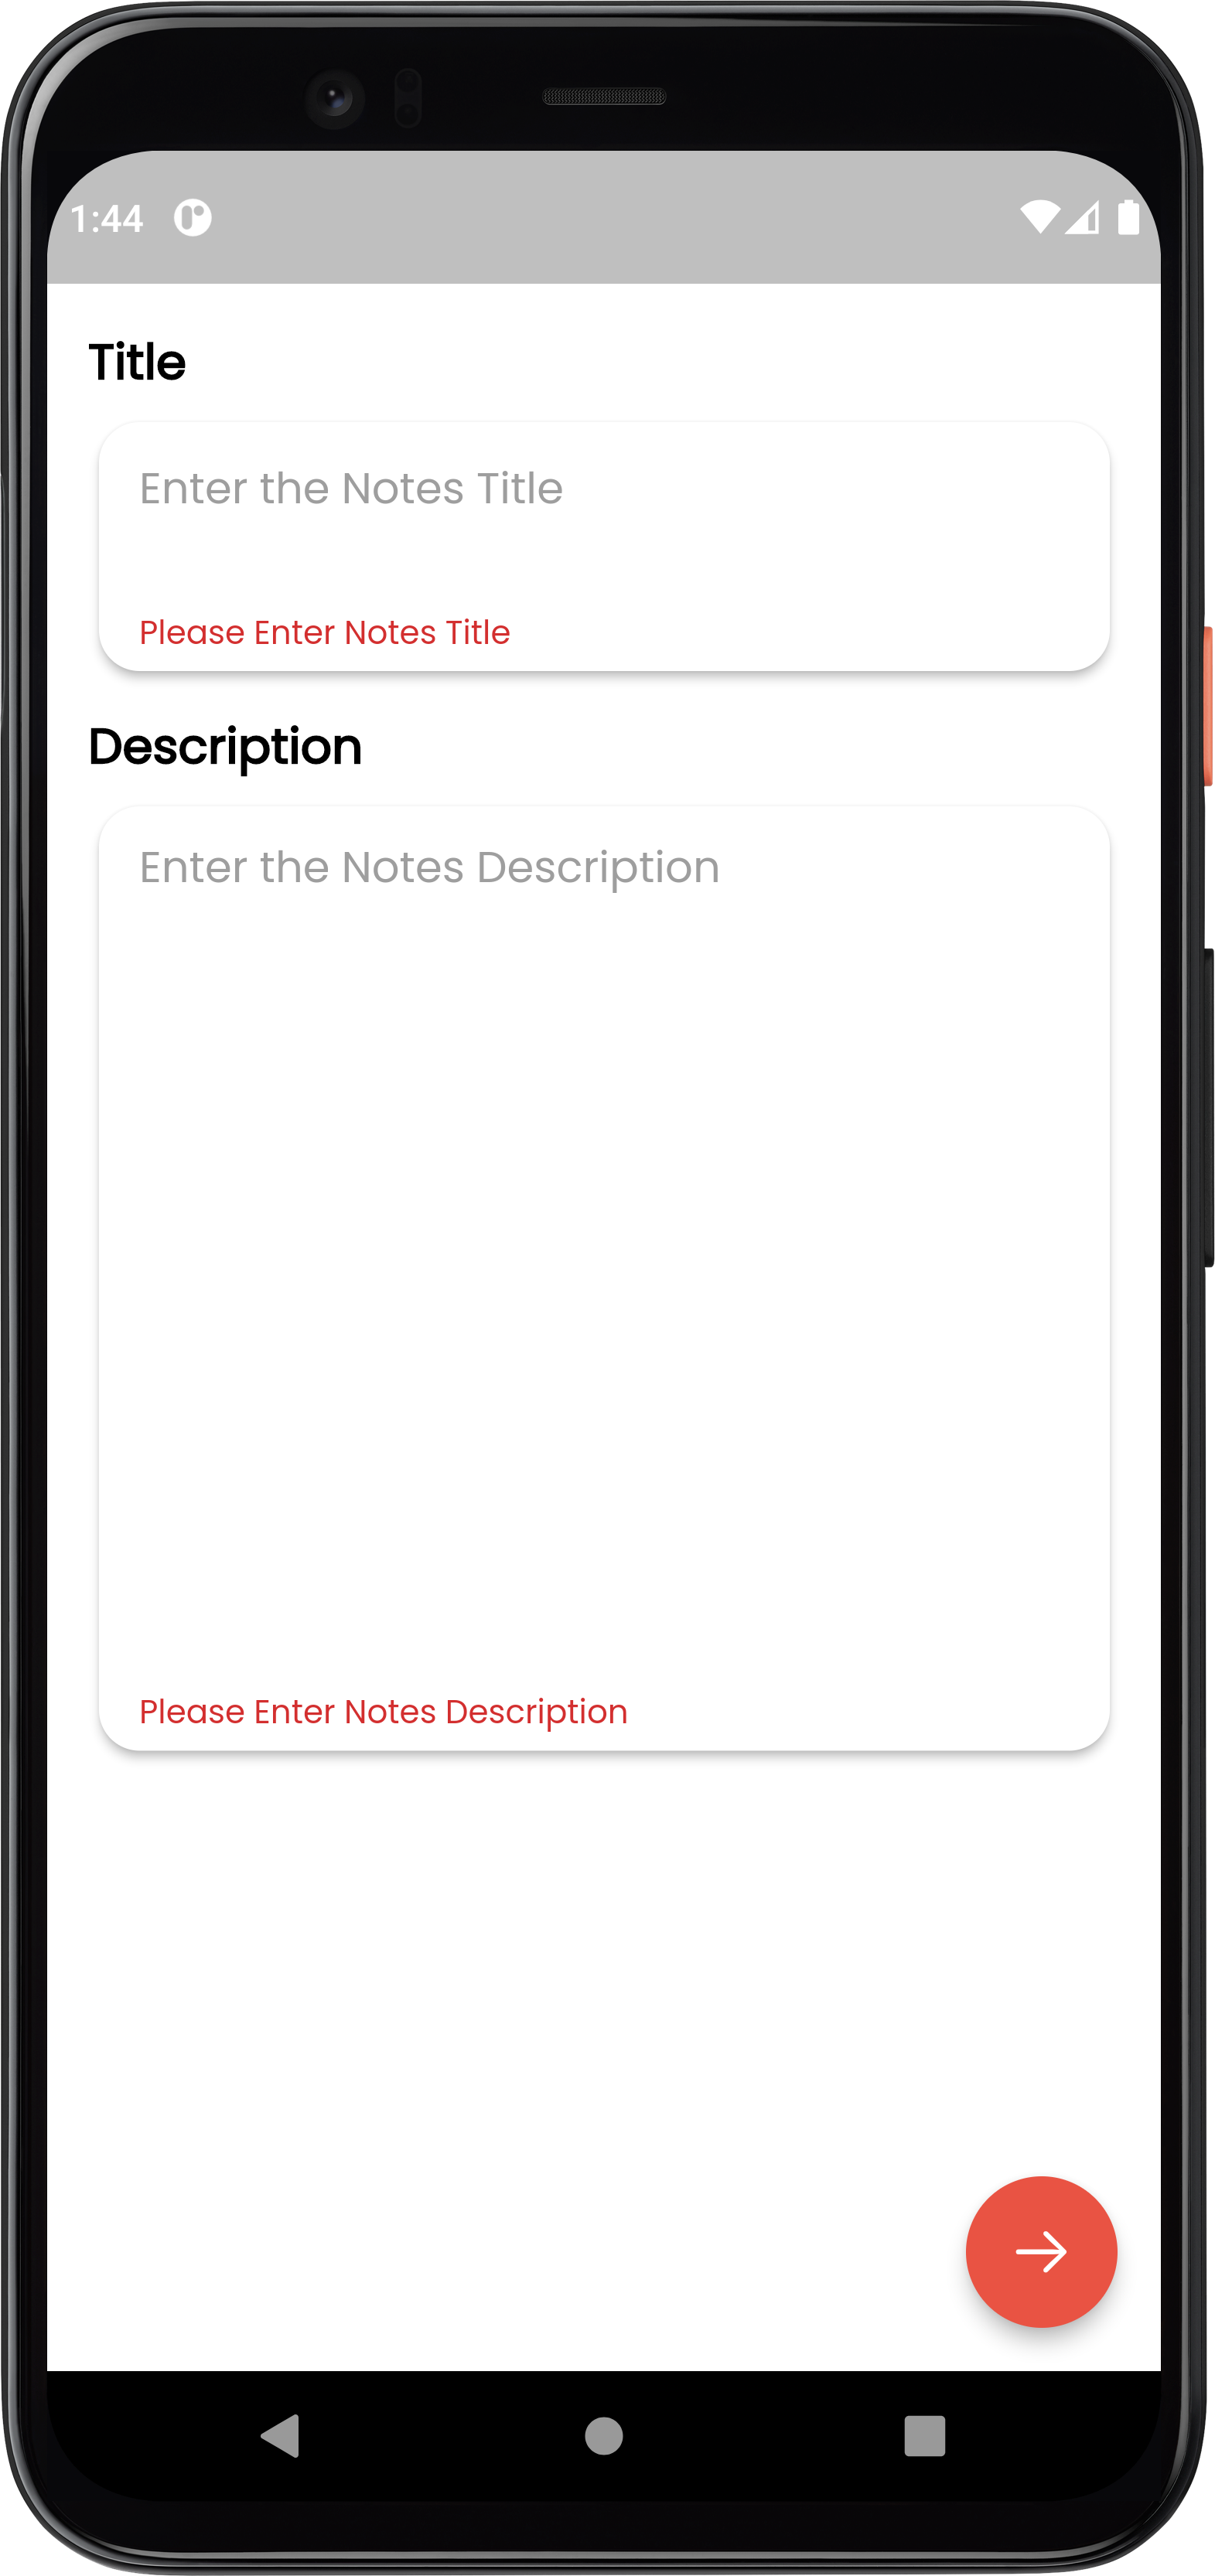 1:44
Title
Enter the Notes Title
Please Enter Notes Title
Description
Enter the Notes Description
Please Enter Notes Description